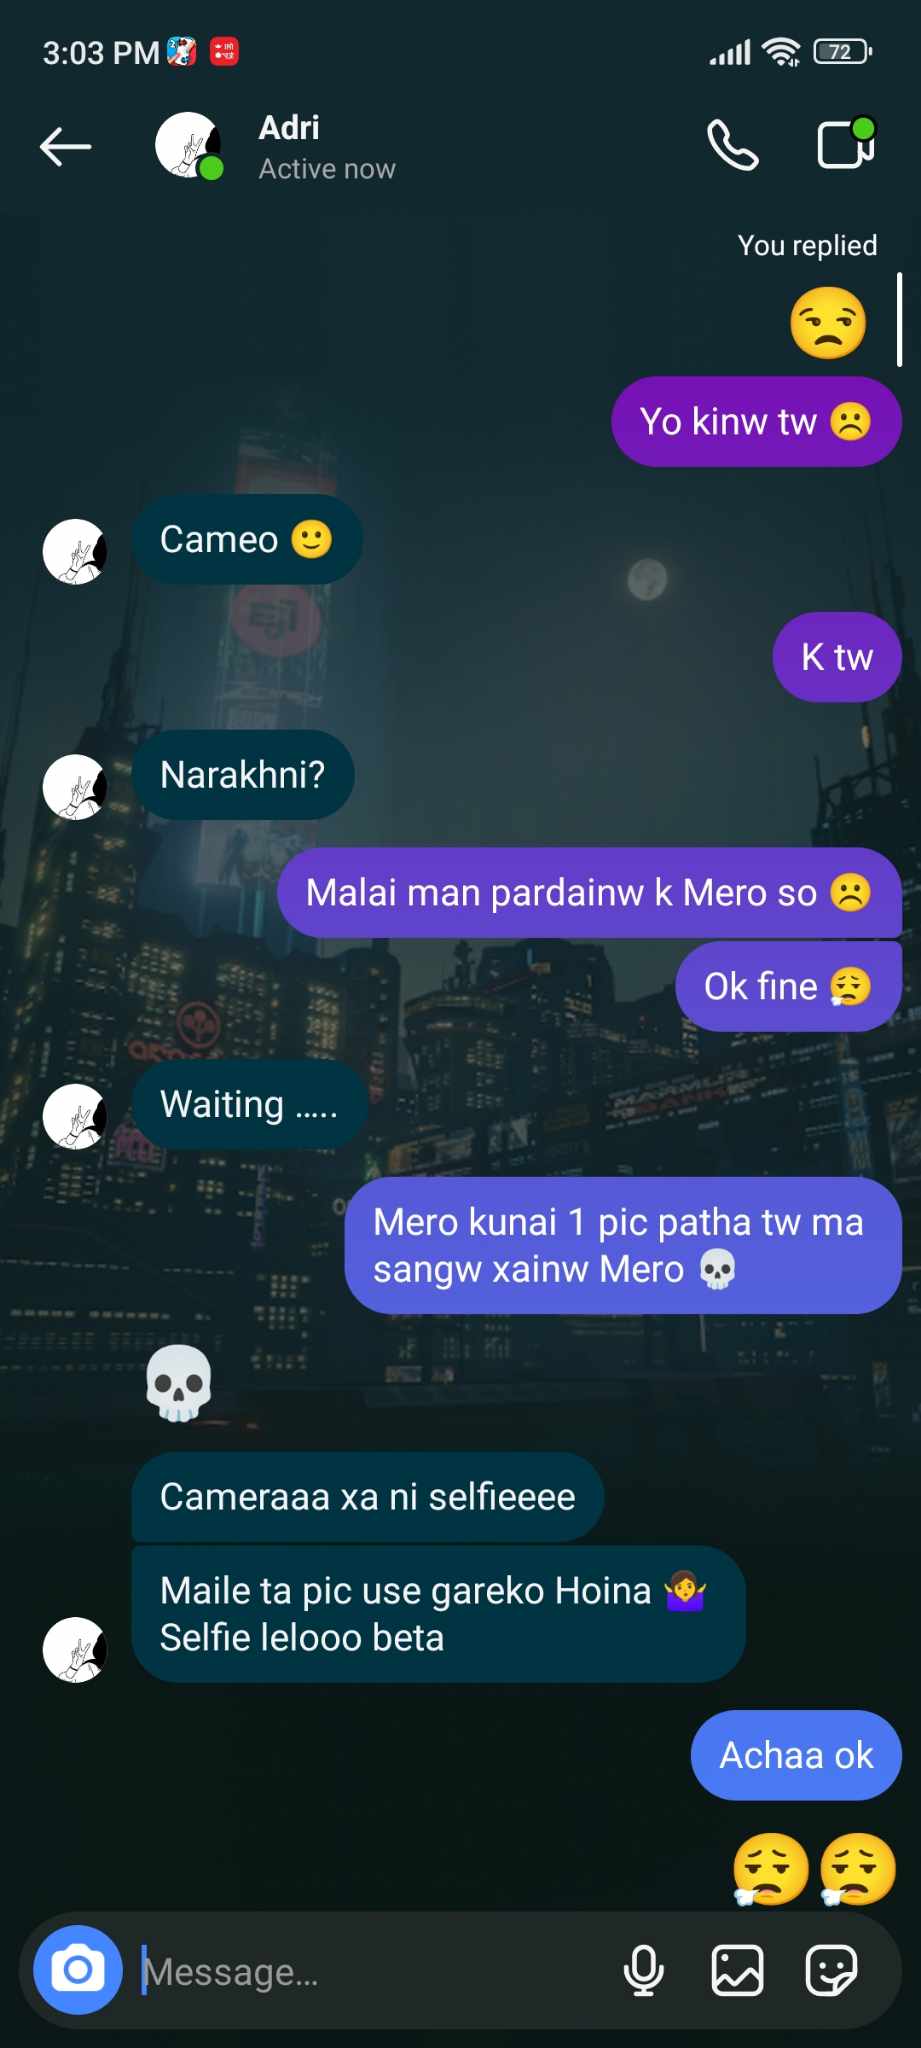 3:03 PM
72
Adri
Active now
You replied
😒
Yo kinw tw ☹️
Cameo 🙂
K tw
Narakhni?
Malai man pardainw k Mero so ☹️
Ok fine 😮‍💨
Waiting .....
Mero kunai 1 pic patha tw ma
sangw xainw Mero 💀
💀
Cameraaa xa ni selfieeee
Maile ta pic use gareko Hoina 🤷‍♀️
Selfie lelooo beta
Achaa ok
😮‍💨😮‍💨
Message...